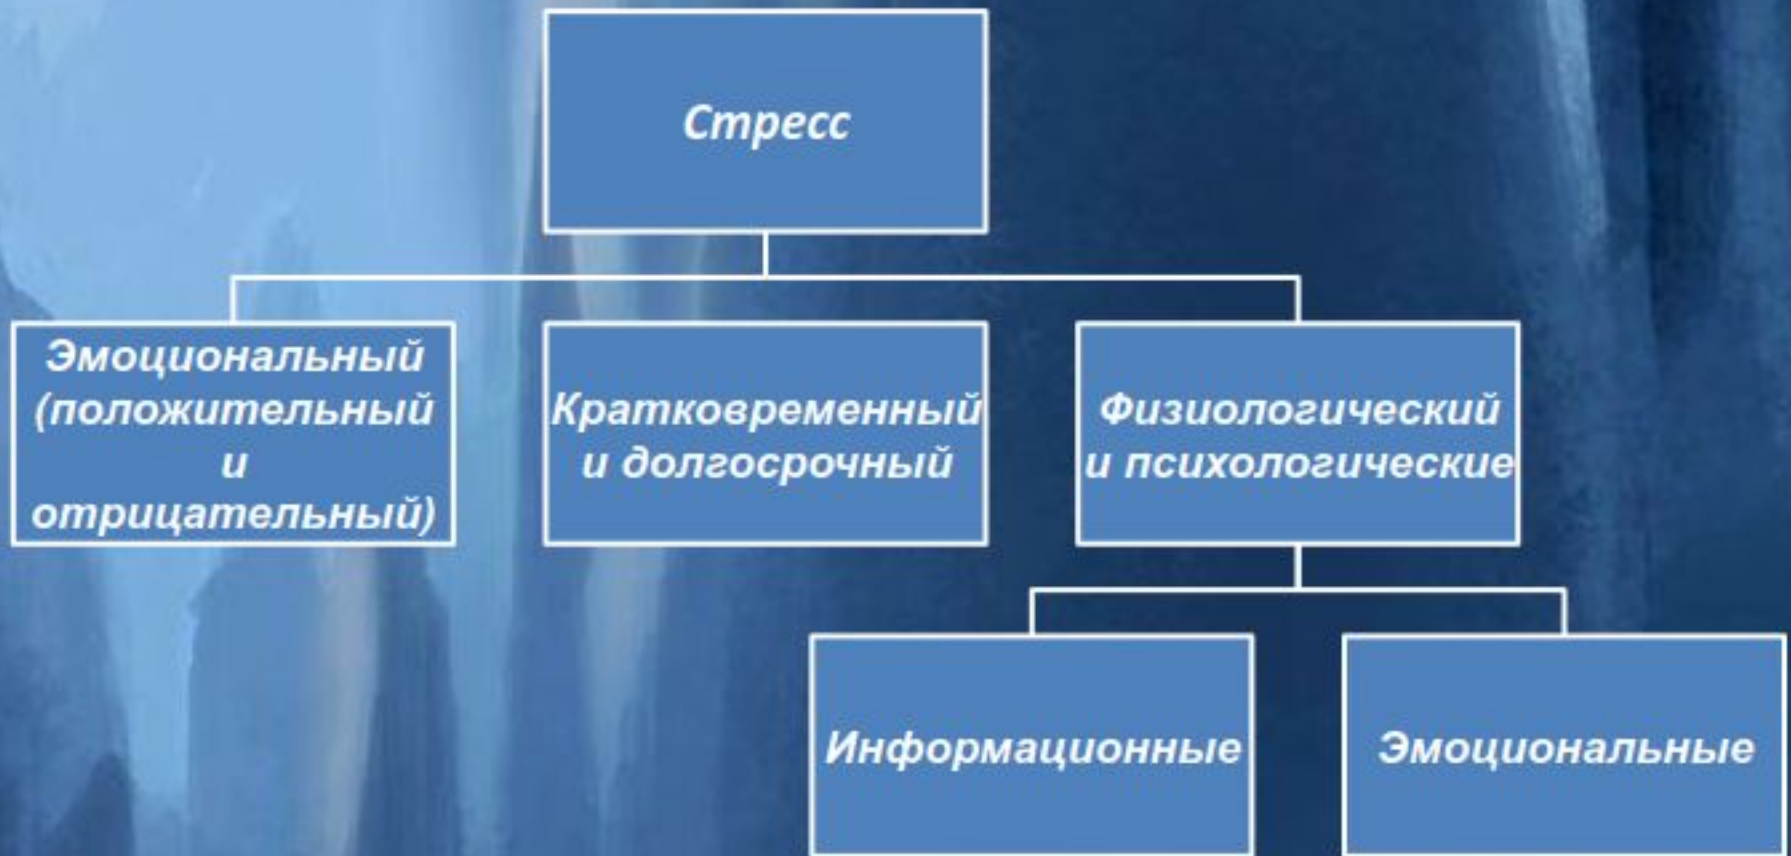 Стресс
Эмоциональный
(положительный
и
отрицательный)
Кратковременный
и долгосрочный
Физиологический
и психологические
Информационные
Эмоциональные